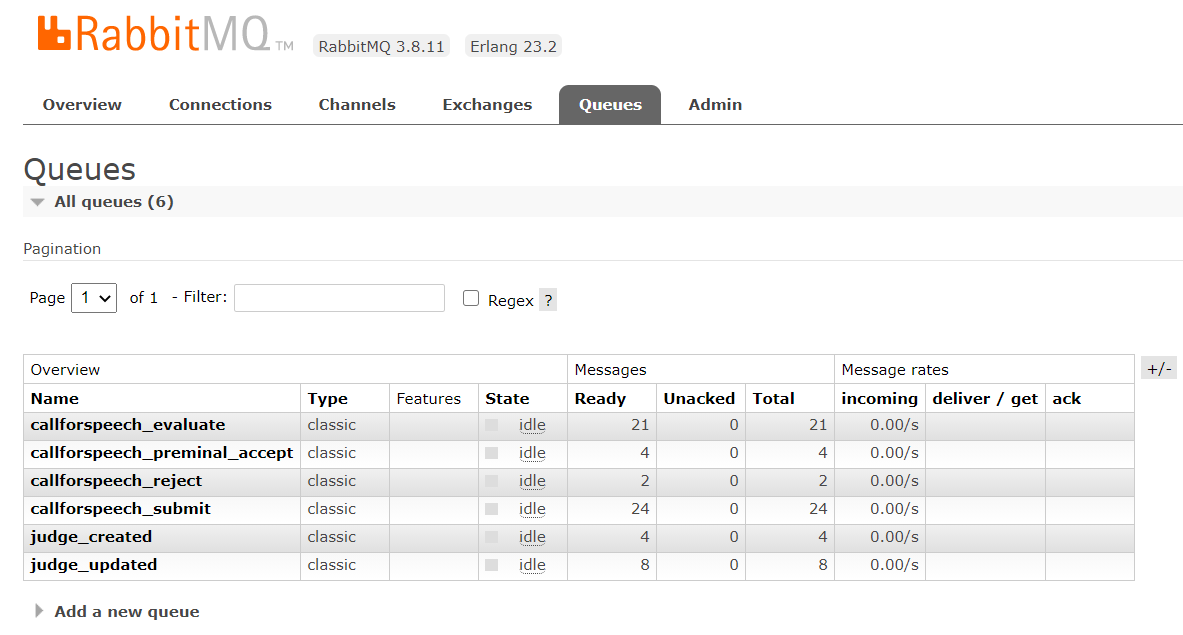 RabbitMQ TM RabbitMQ 3.8.11 Erlang 23.2
Overview Connections Channels Exchanges Queues Admin
Queues
All queues (6)
Pagination
Page 1 of 1 - Filter: Regex ?
Overview Messages Message rates +/-
Name Type Features State Ready Unacked Total incoming deliver / get ack
callforspeech_evaluate classic idle 21 0 21 0.00/s
callforspeech_preminal_accept classic idle 4 0 4 0.00/s
callforspeech_reject classic idle 2 0 2 0.00/s
callforspeech_submit classic idle 24 0 24 0.00/s
judge_created classic idle 4 0 4 0.00/s
judge_updated classic idle 8 0 8 0.00/s
Add a new queue